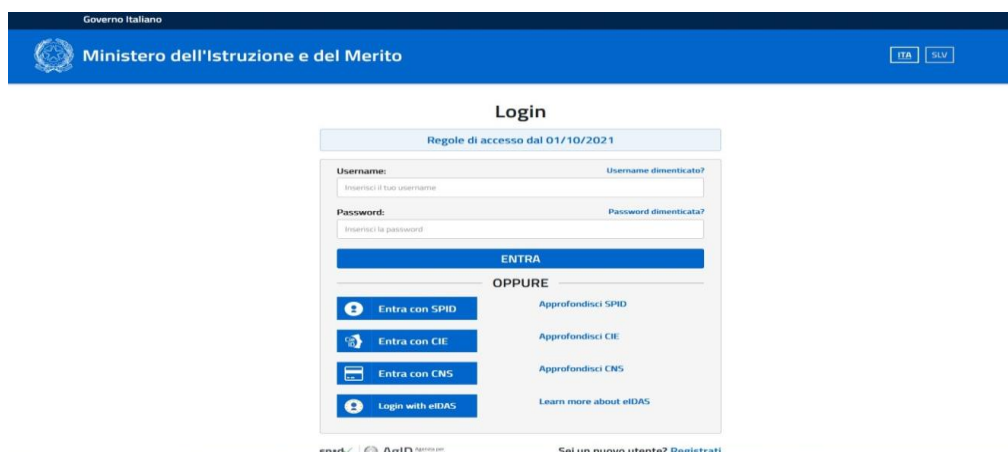 Governo Italiano
Ministero dell'Istruzione e del Merito
ITA SLV
Login
Regole di accesso dal 01/10/2021
Username: Username dimenticato?
Inserisci il tuo username
Password: Password dimenticata?
Inserisci la password
ENTRA
OPPURE
Entra con SPID Approfondisci SPID
Entra con CIE Approfondisci CIE
Entra con CNS Approfondisci CNS
Login with eIDAS Learn more about eIDAS
AgID Sei un nuovo utente? Registrati